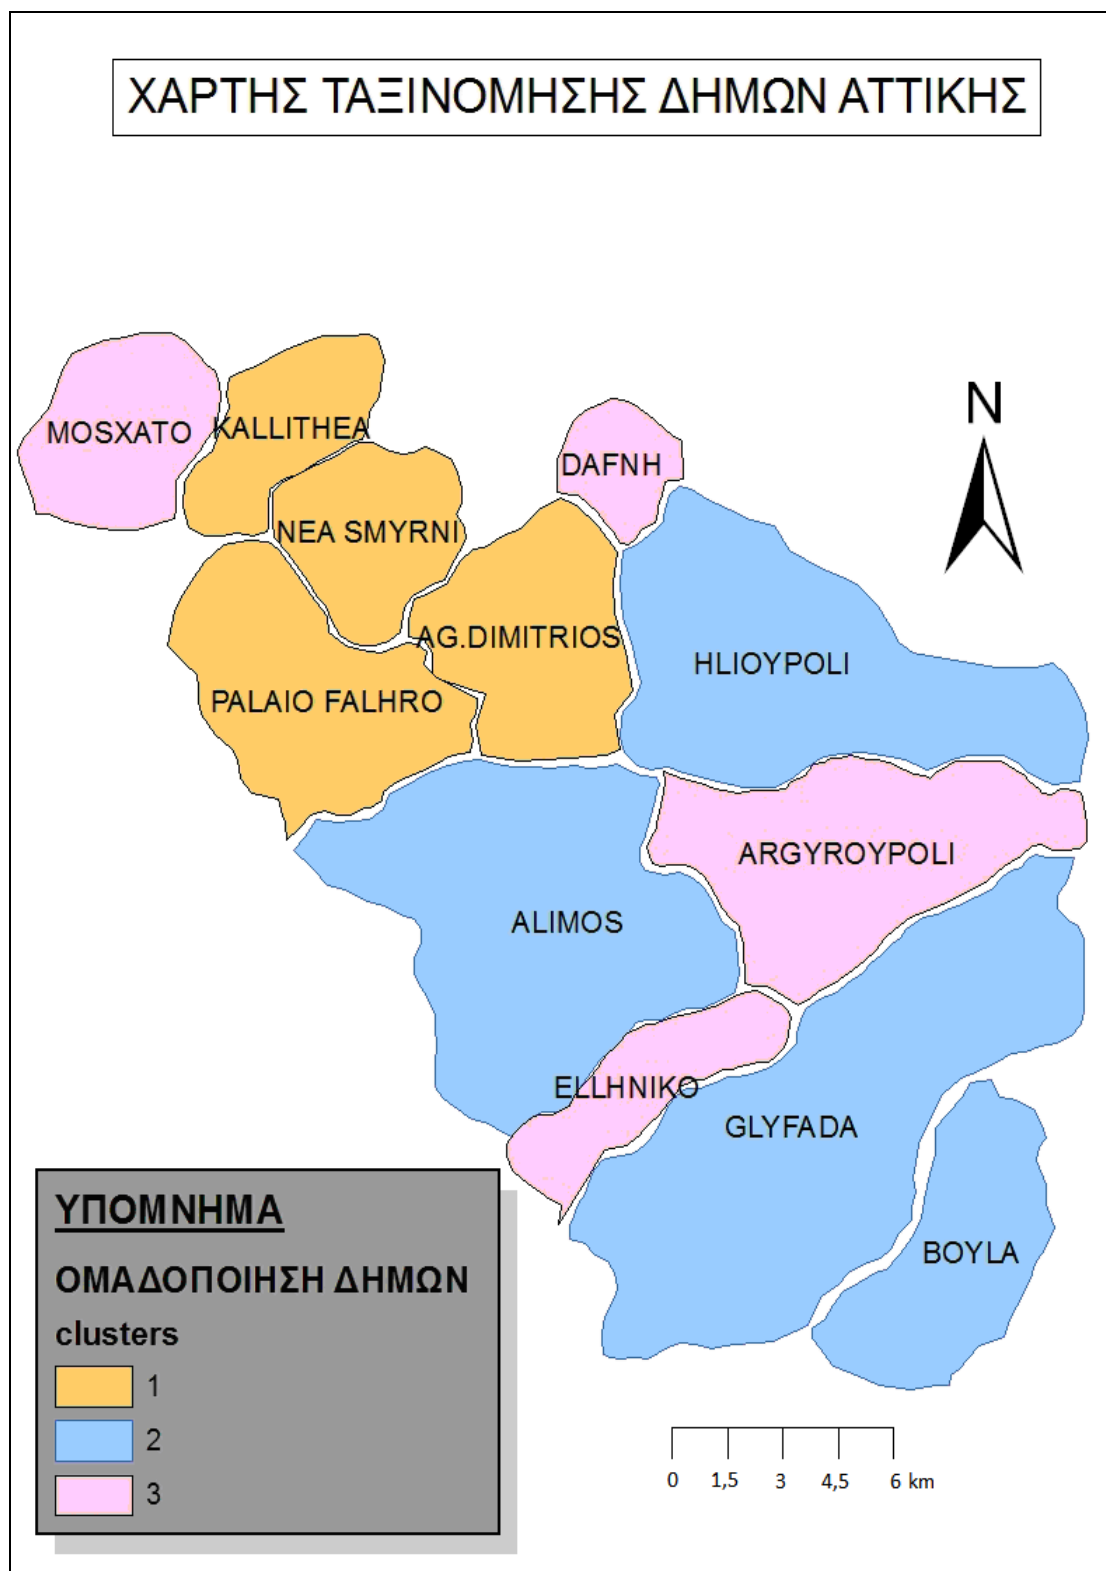 ΧΑΡΤΗΣ ΤΑΞΙΝΟΜΗΣΗΣ ΔΗΜΩΝ ΑΤΤΙΚΗΣ
N
MOSXATO
KALLITHEA
DAFNH
NEA SMYRNI
AG.DIMITRIOS
HLIOYPOLI
PALAIO FALHRO
ARGYROYPOLI
ALIMOS
ELLHNIKO
GLYFADA
BOYLA
ΥΠΟΜΝΗΜΑ
ΟΜΑΔΟΠΟΙΗΣΗ ΔΗΜΩΝ
clusters
1
2
3
0 1,5 3 4,5 6 km